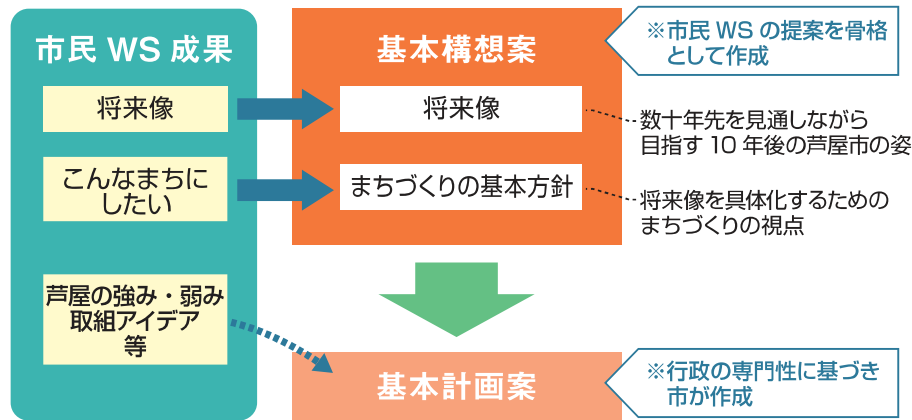 市民 WS 成果
将来像
こんなまちに
したい
芦屋の強み・弱み
取組アイデア
等
基本構想案
将来像
まちづくりの基本方針
※市民 WS の提案を骨格
として作成
数十年先を見通しながら
目指す 10 年後の芦屋市の姿
将来像を具体化するための
まちづくりの視点
基本計画案
※行政の専門性に基づき
市が作成